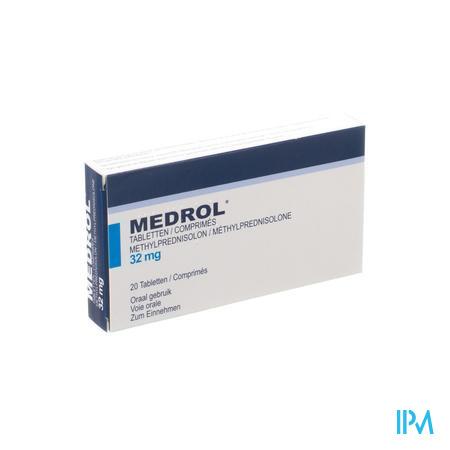 MEDROL®
TABLETTEN / COMPRIMÉS
METHYLPREDNISOLON / MÉTHYLPREDNISOLONE
32 mg
20 Tabletten / Comprimés
Oraal gebruik
Voie orale
Zum Einnehmen
MEDROL
32 mg
IPM